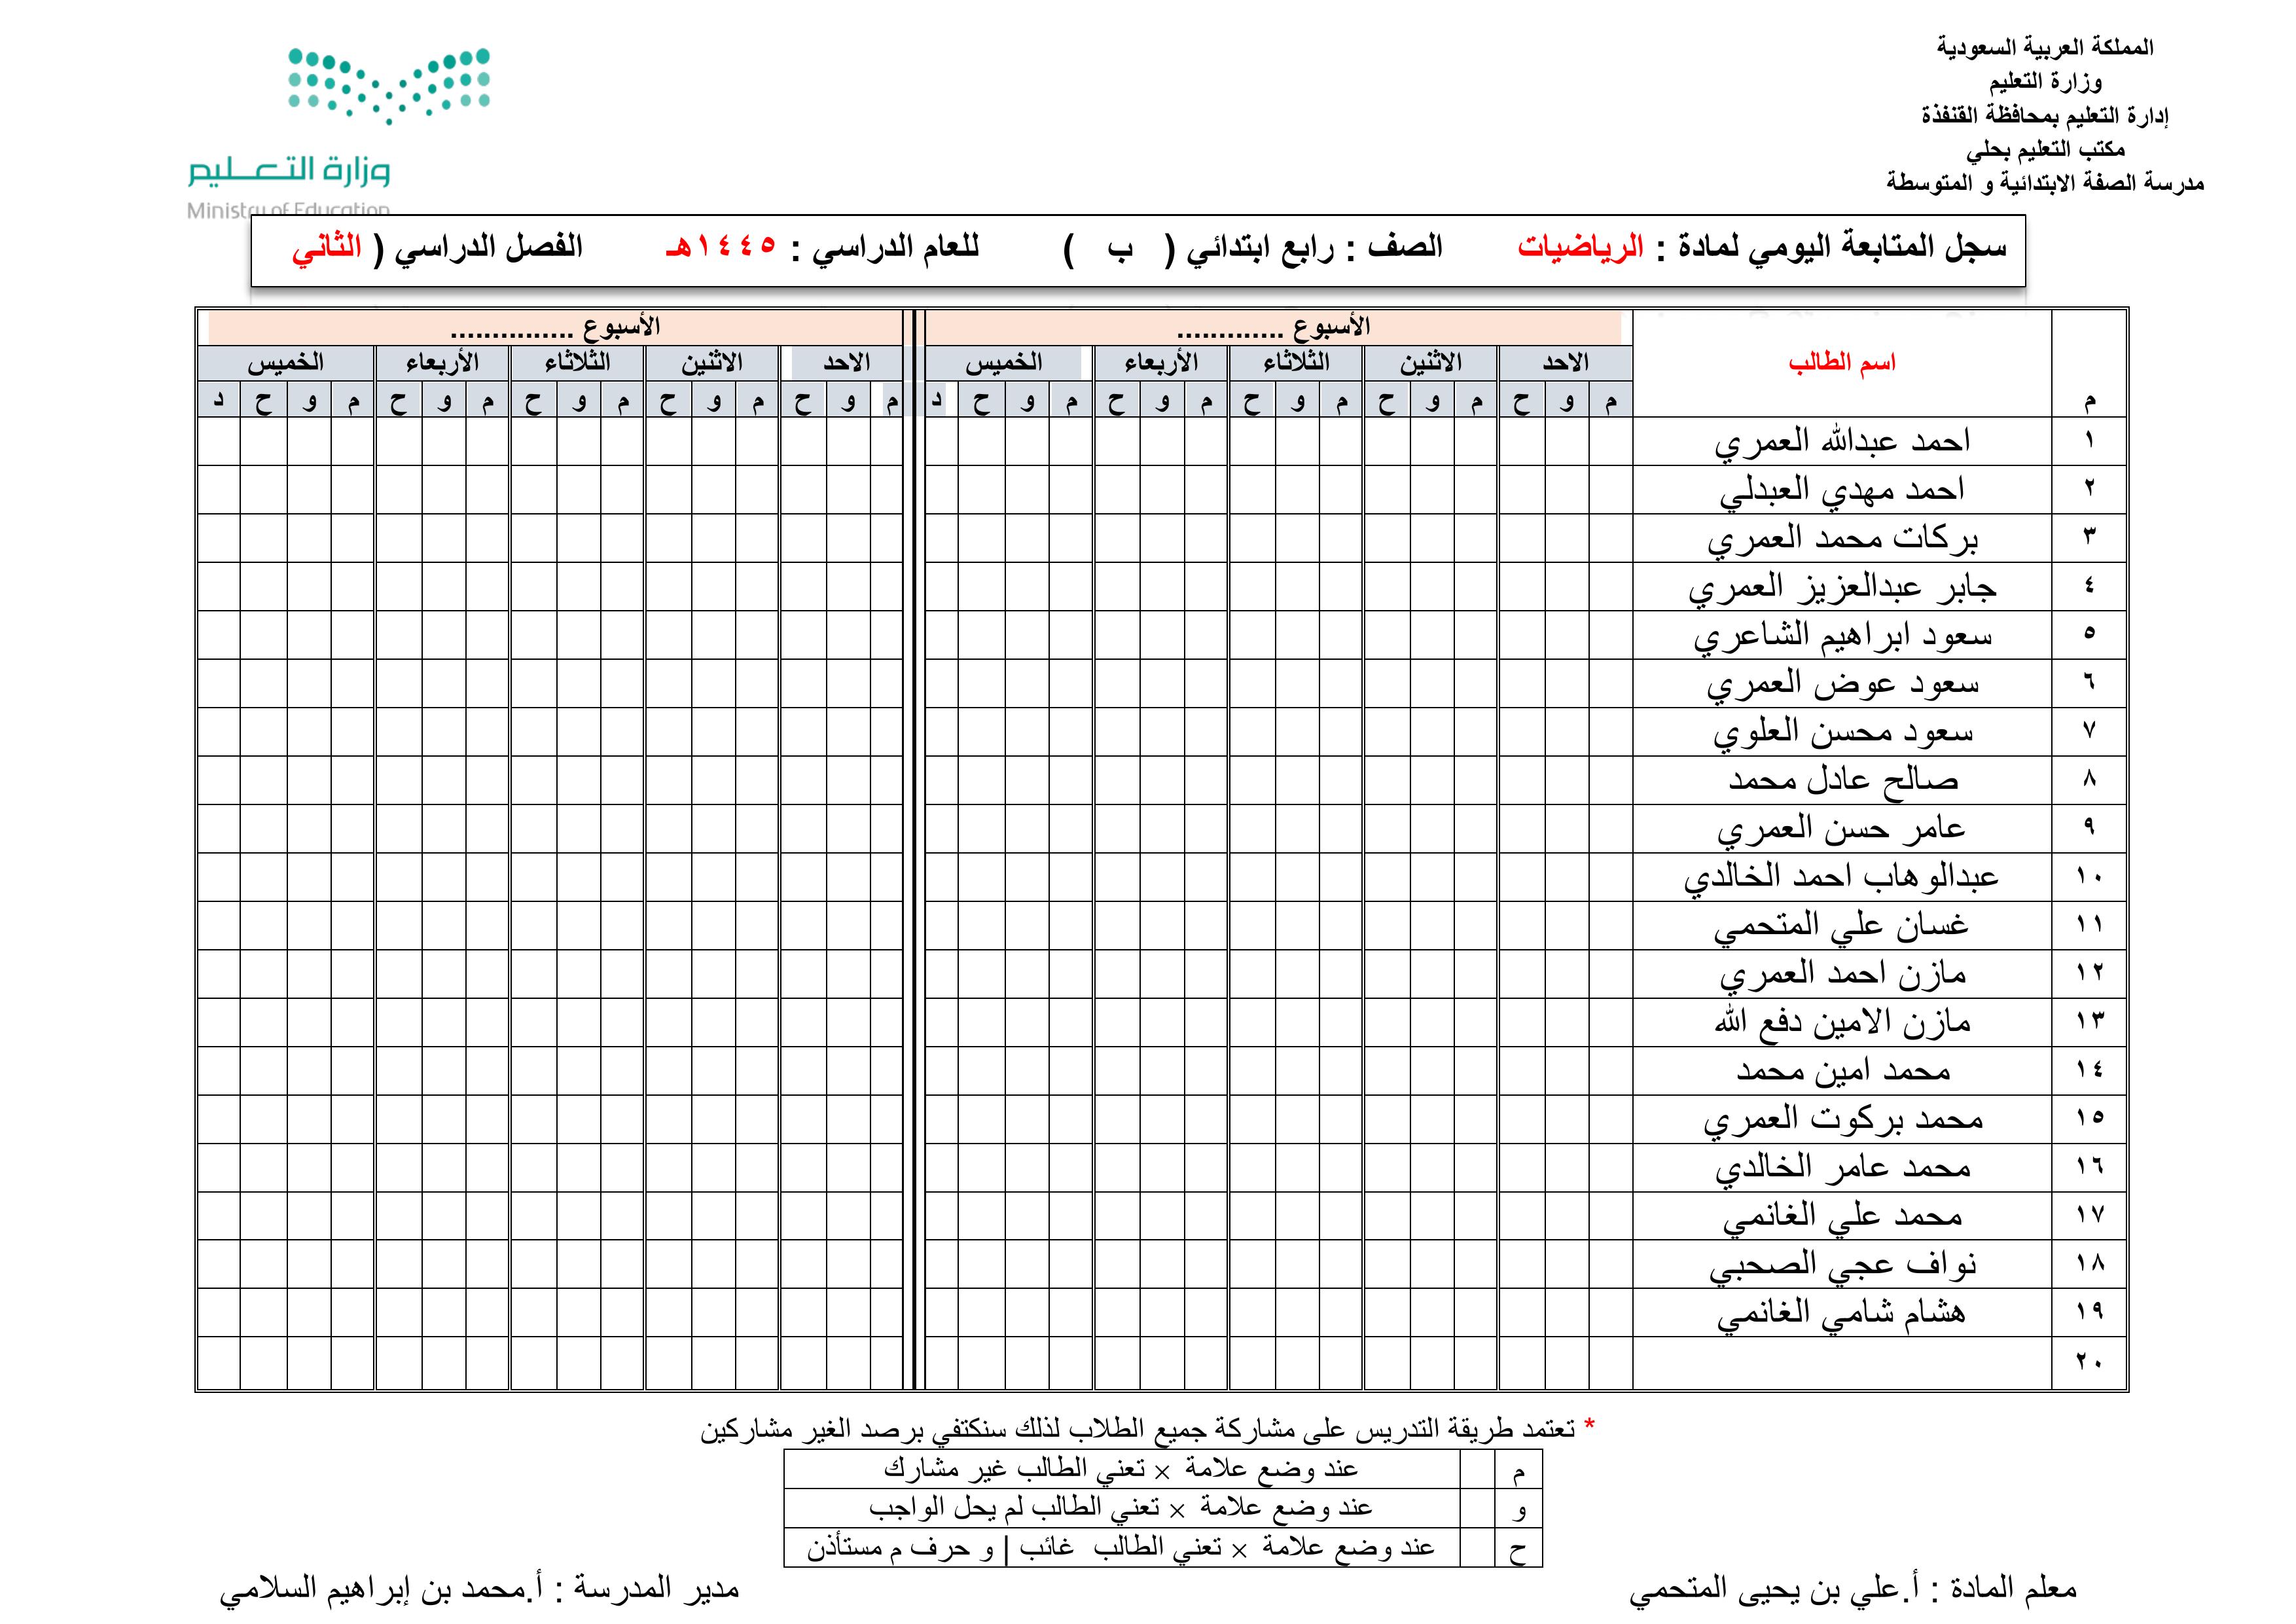 المملكة العربية السعودية
وزارة التعليم
إدارة التعليم بمحافظة القنفذة
مكتب التعليم بحلي
مدرسة الصفة الابتدائية و المتوسطة
وزارة التعـــليم
Ministry of Education
سجل المتابعة اليومي لمادة : الرياضيات الصف : رابع ابتدائي ( ب ) للعام الدراسي : ١٤٤٥هـ الفصل الدراسي ( الثاني
م اسم الطالب الأسبوع ............. الأسبوع ...............
الاحد الاثنين الثلاثاء الأربعاء الخميس الاحد الاثنين الثلاثاء الأربعاء الخميس
م و ح م و ح م و ح م و ح م و ح د م و ح م و ح م و ح م و ح م و ح د
١ احمد عبدالله العمري
٢ احمد مهدي العبدلي
٣ بركات محمد العمري
٤ جابر عبدالعزيز العمري
٥ سعود ابراهيم الشاعري
٦ سعود عوض العمري
٧ سعود محسن العلوي
٨ صالح عادل محمد
٩ عامر حسن العمري
١٠ عبدالوهاب احمد الخالدي
١١ غسان علي المتحمي
١٢ مازن احمد العمري
١٣ مازن الامين دفع الله
١٤ محمد امين محمد
١٥ محمد بركوت العمري
١٦ محمد عامر الخالدي
١٧ محمد علي الغانمي
١٨ نواف عجي الصحبي
١٩ هشام شامي الغانمي
٢٠
* تعتمد طريقة التدريس على مشاركة جميع الطلاب لذلك سنكتفي برصد الغير مشاركين
م عند وضع علامة × تعني الطالب غير مشارك
و عند وضع علامة × تعني الطالب لم يحل الواجب
ح عند وضع علامة × تعني الطالب غائب | و حرف م مستأذن
معلم المادة : أ.علي بن يحيى المتحمي مدير المدرسة : أ.محمد بن إبراهيم السلامي